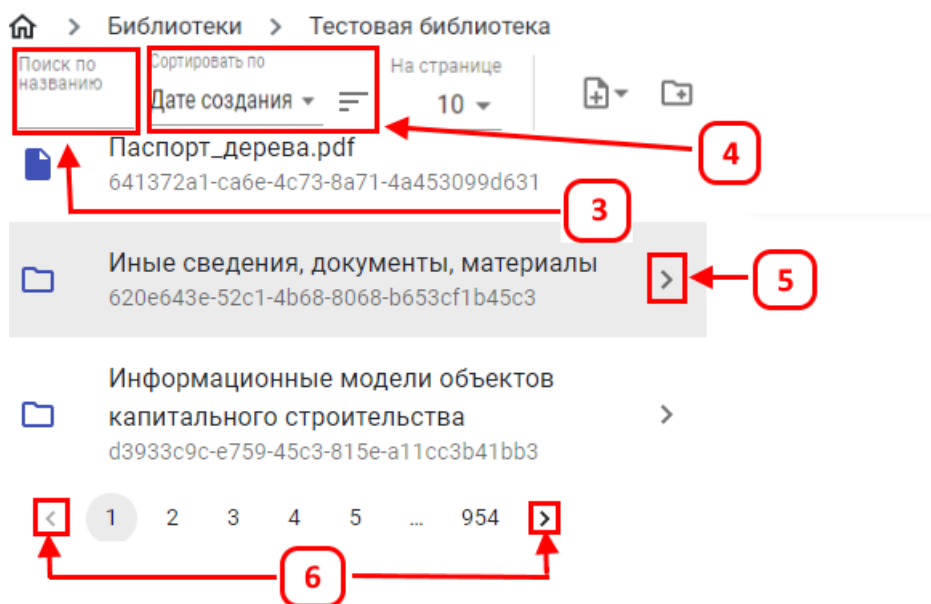 Библиотеки > Тестовая библиотека
Поиск по
названию
Сортировать по
Дате создания
На странице
10
4
Паспорт_дерева.pdf
641372a1-ca6e-4c73-8a71-4a453099d631
3
Иные сведения, документы, материалы
620e643e-52c1-4b68-8068-b653cf1b45c3
5
Информационные модели объектов
капитального строительства
d3933c9c-e759-45c3-815e-a11cc3b41bb3
< 1 2 3 4 5 ... 954 >
6